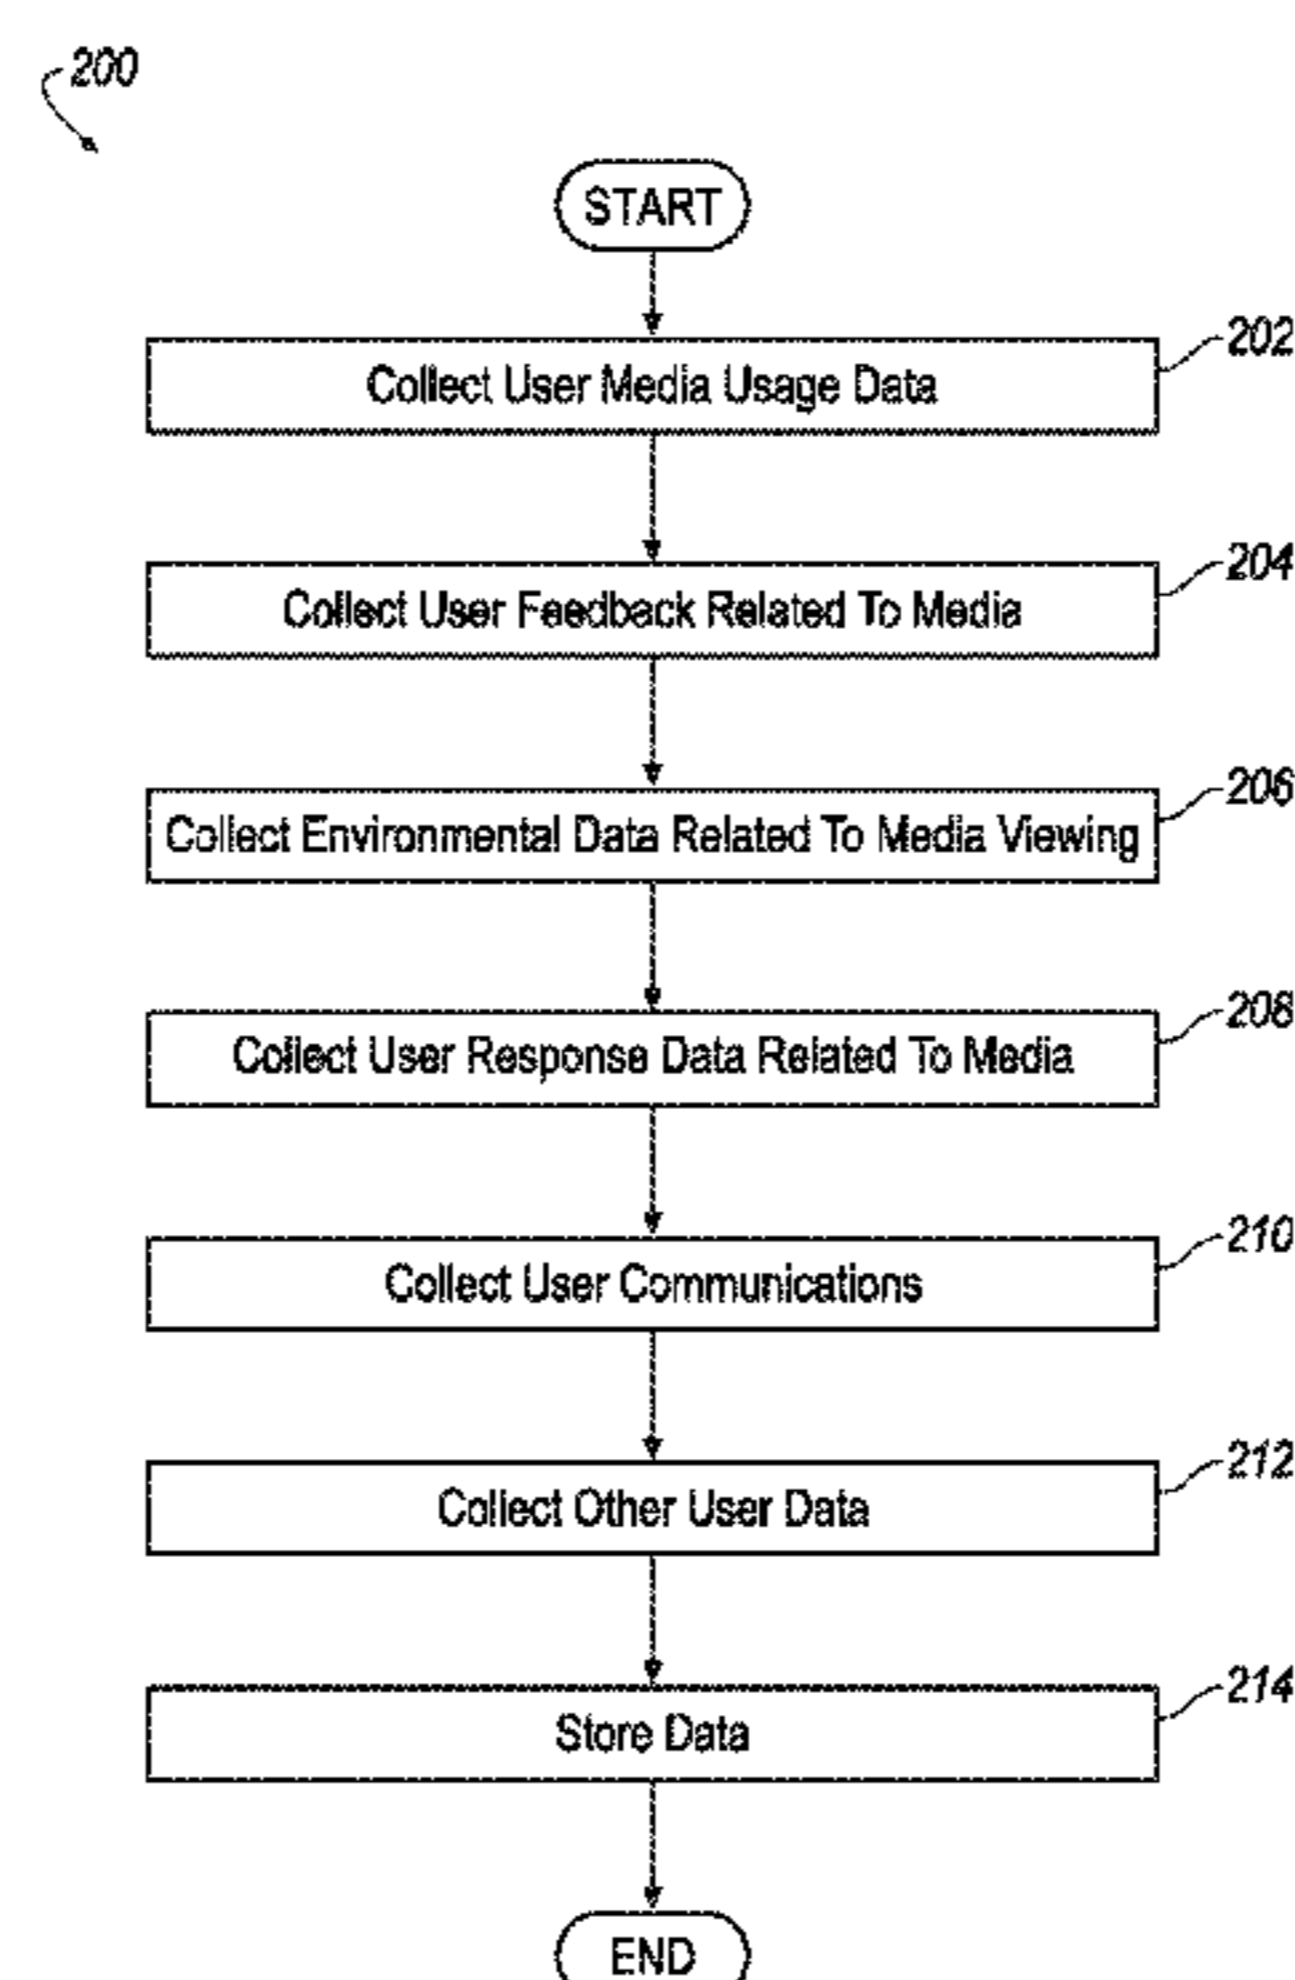 200
START
202
Collect User Media Usage Data
204
Collect User Feedback Related To Media
206
Collect Environmental Data Related To Media Viewing
208
Collect User Response Data Related To Media
210
Collect User Communications
212
Collect Other User Data
214
Store Data
END